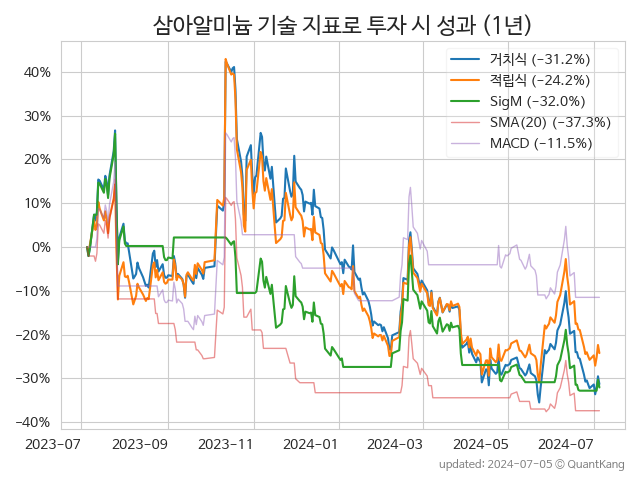 삼아알미늄 기술 지표로 투자 시 성과 (1년)
거치식 (−31.2%)
적립식 (−24.2%)
SigM (−32.0%)
SMA(20) (−37.3%)
MACD (−11.5%)
40%
30%
20%
10%
0%
−10%
−20%
−30%
−40%
2023-07 2023-09 2023-11 2024-01 2024-03 2024-05 2024-07
updated: 2024-07-05 © QuantKang